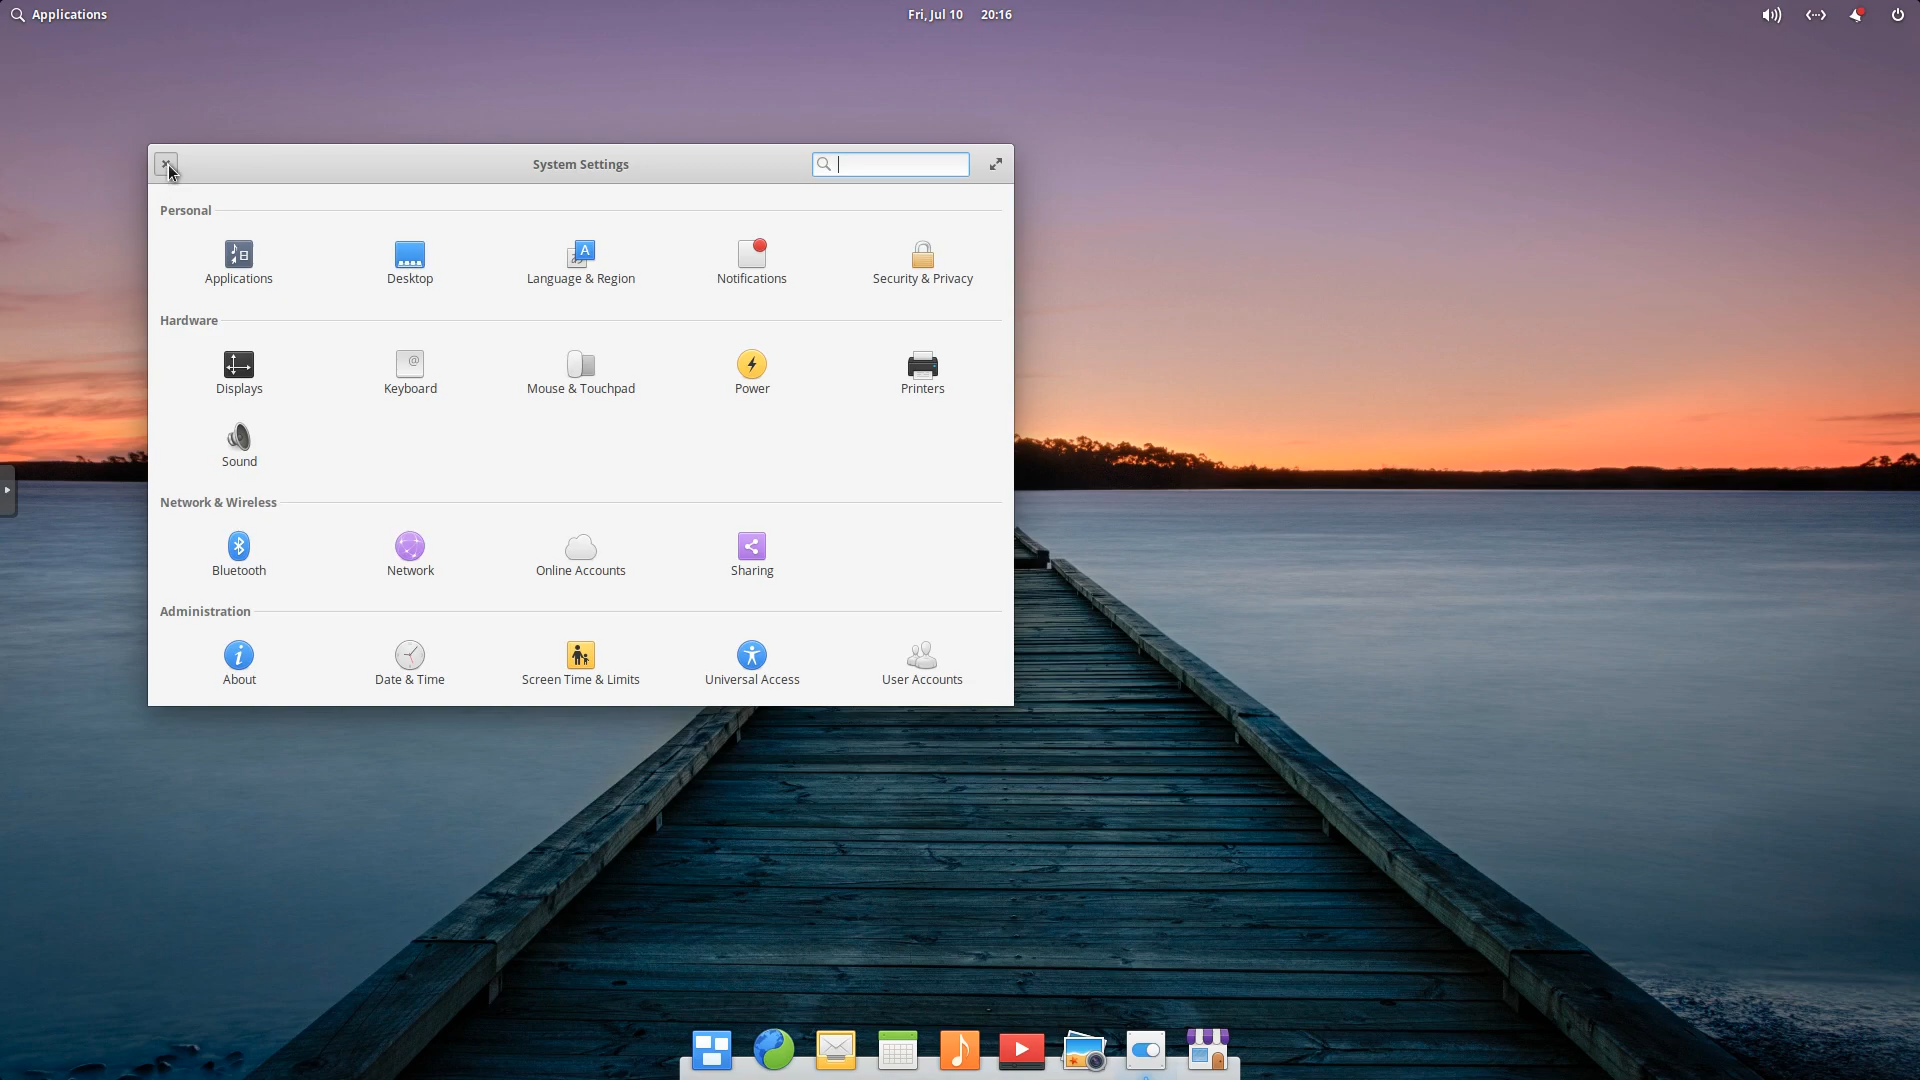 Applications
Fri, Jul 10 20:16
System Settings
Personal
Applications
Desktop
Language & Region
Notifications
Security & Privacy
Hardware
Displays
Keyboard
Mouse & Touchpad
Power
Printers
Sound
Network & Wireless
Bluetooth
Network
Online Accounts
Sharing
Administration
About
Date & Time
Screen Time & Limits
Universal Access
User Accounts